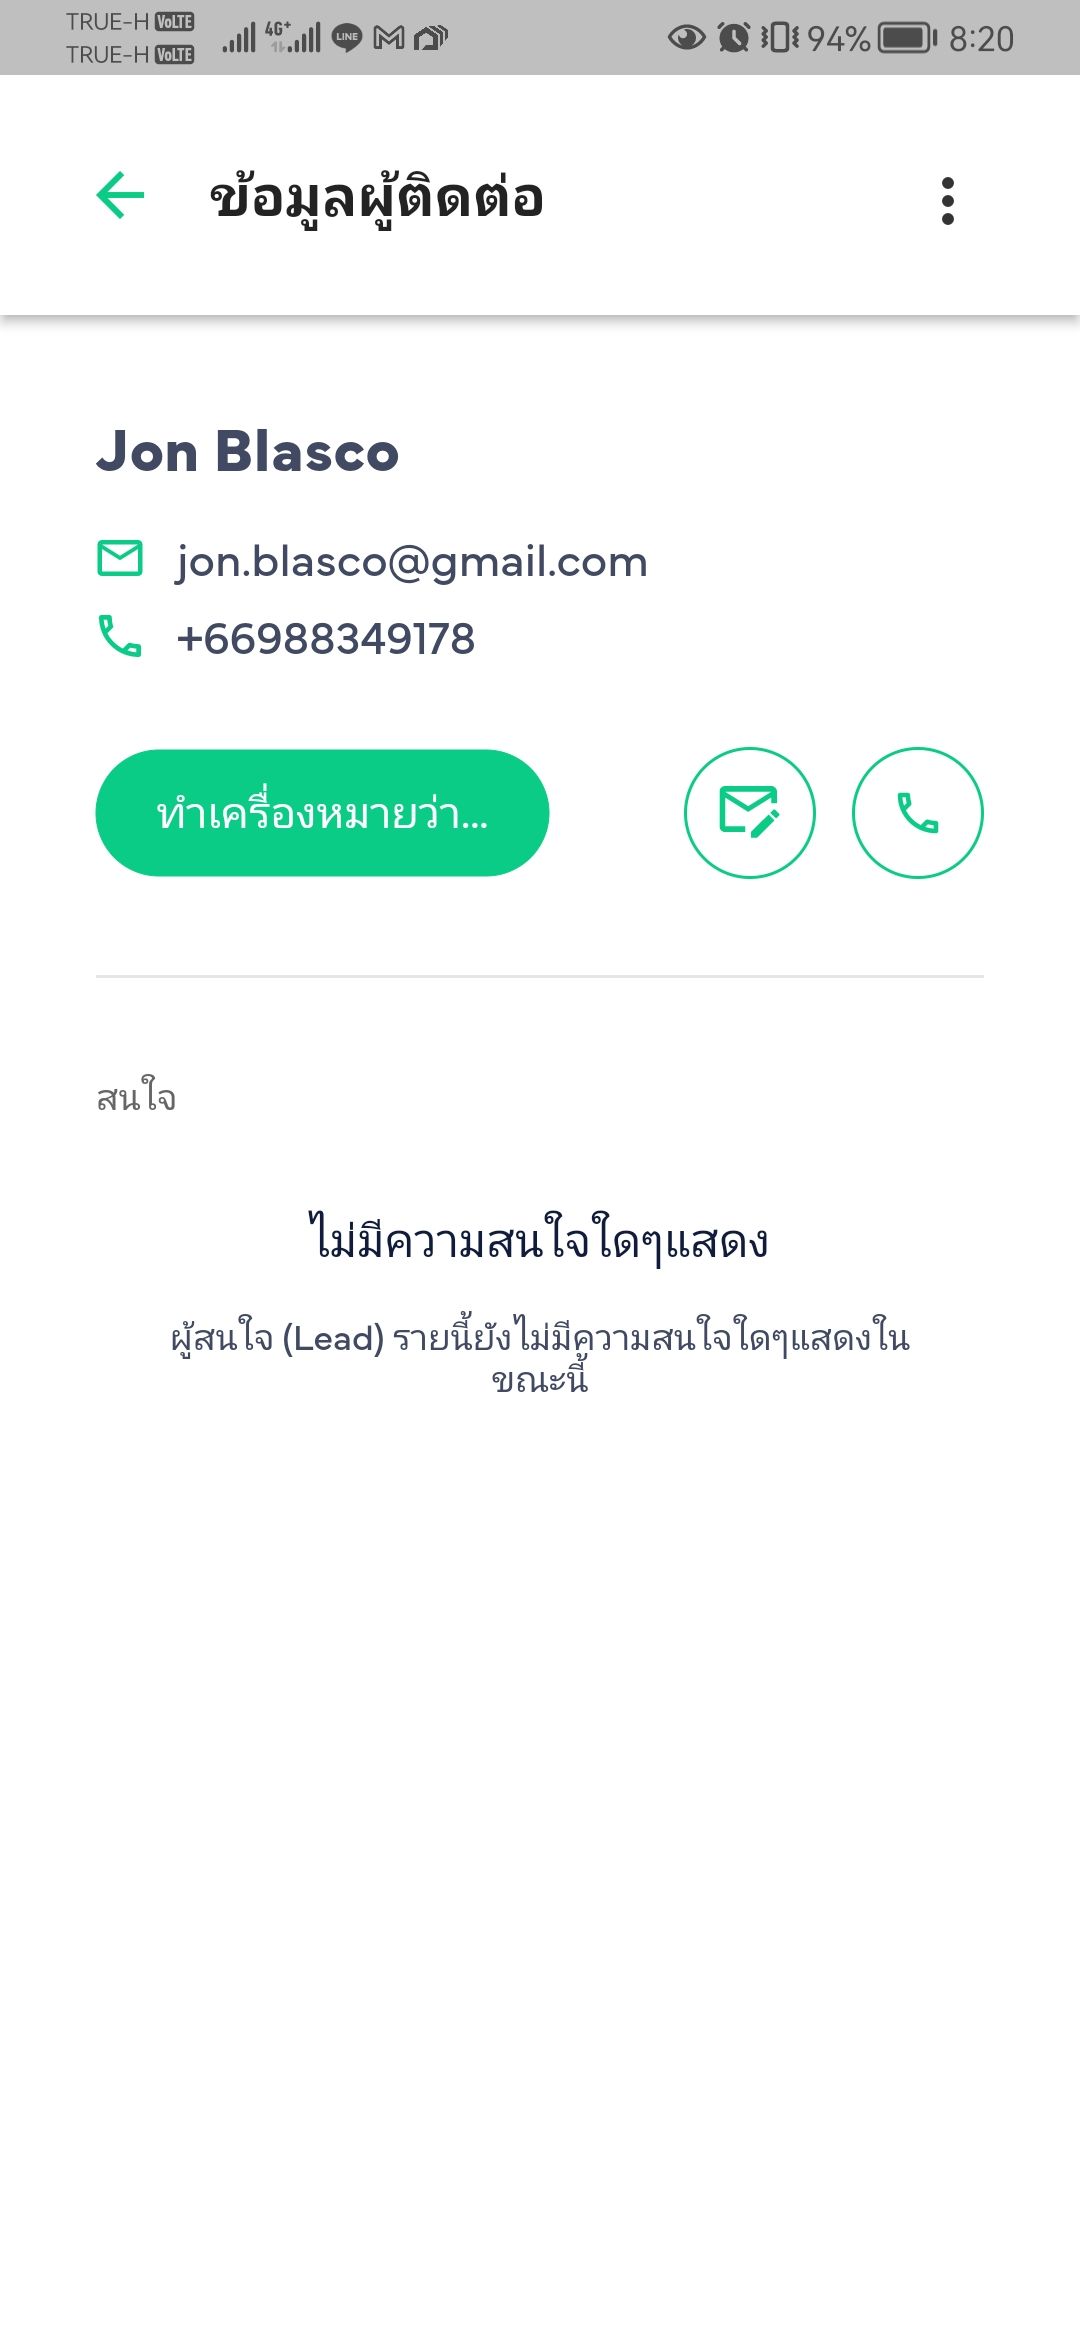 TRUE-H VoLTE
TRUE-H VoLTE
4G+
LINE
94%
8:20
ข้อมูลผู้ติดต่อ
Jon Blasco
jon.blasco@gmail.com
+66988349178
ทำเครื่องหมายว่า...
สนใจ
ไม่มีความสนใจใดๆแสดง
ผู้สนใจ (Lead) รายนี้ยังไม่มีความสนใจใดๆแสดงใน
ขณะนี้